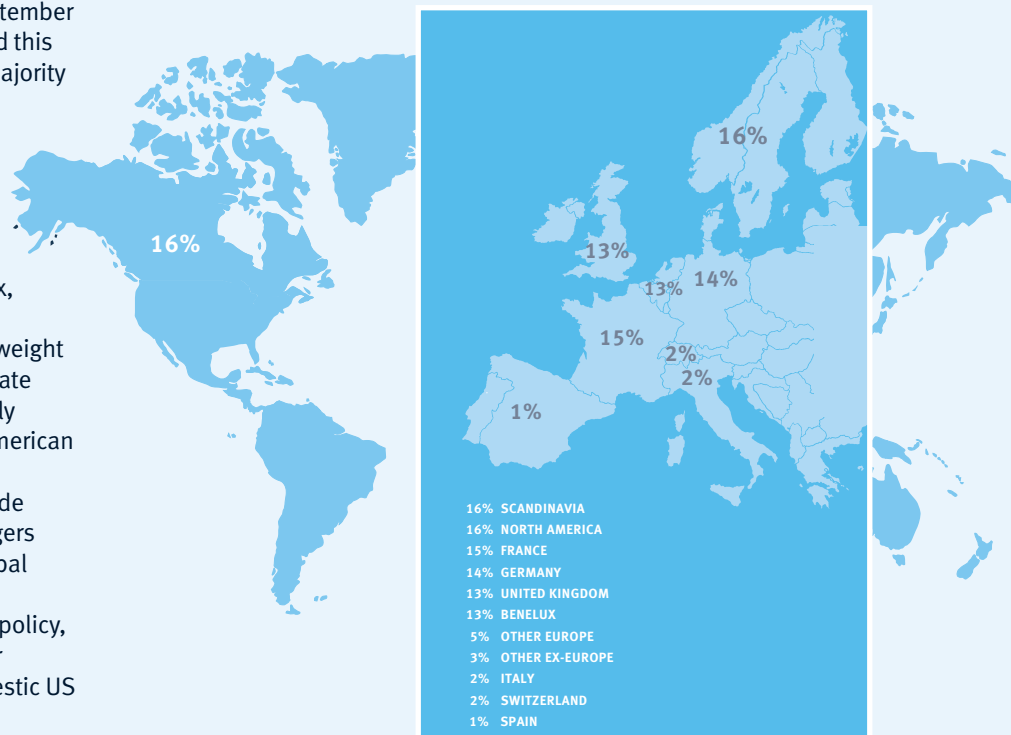 tember
d this
ajority
x,
weight
ate
ly
merican
de
gers
bal
policy,
r
estic US
16%
16%
13%
13%
14%
15%
2%
2%
1%
16% SCANDINAVIA
16% NORTH AMERICA
15% FRANCE
14% GERMANY
13% UNITED KINGDOM
13% BENELUX
5% OTHER EUROPE
3% OTHER EX-EUROPE
2% ITALY
2% SWITZERLAND
1% SPAIN